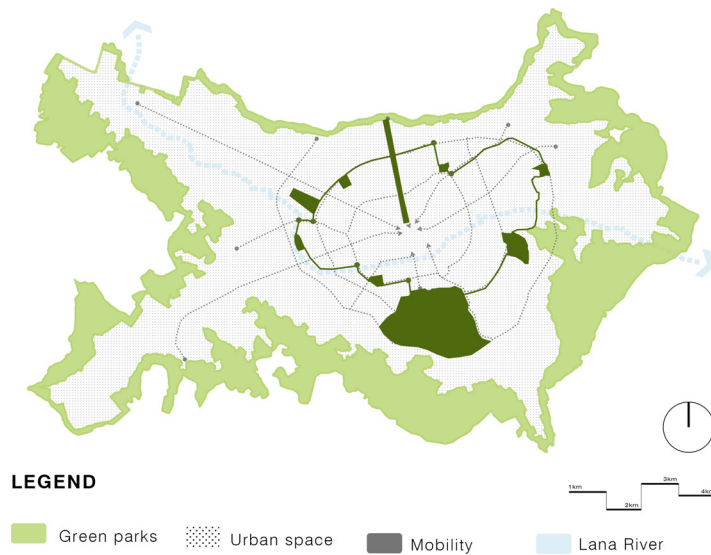 LEGEND
1km
2km
3km
4km
Green parks
Urban space
Mobility
Lana River